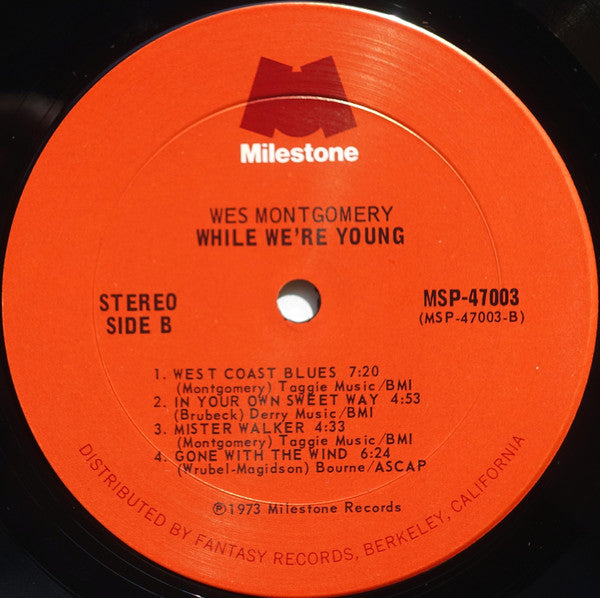 Milestone
WES MONTGOMERY
WHILE WE'RE YOUNG
STEREO
SIDE B
MSP-47003
(MSP-47003-B)
1. WEST COAST BLUES 7:20
(Montgomery) Taggie Music/BMI
2. IN YOUR OWN SWEET WAY 4:53
(Brubeck) Derry Music/BMI
3. MISTER WALKER 4:33
(Montgomery) Taggie Music/BMI
4. GONE WITH THE WIND 6:24
(Wrubel-Magidson) Bourne/ASCAP
℗1973 Milestone Records
DISTRIBUTED BY FANTASY RECORDS, BERKELEY, CALIFORNIA